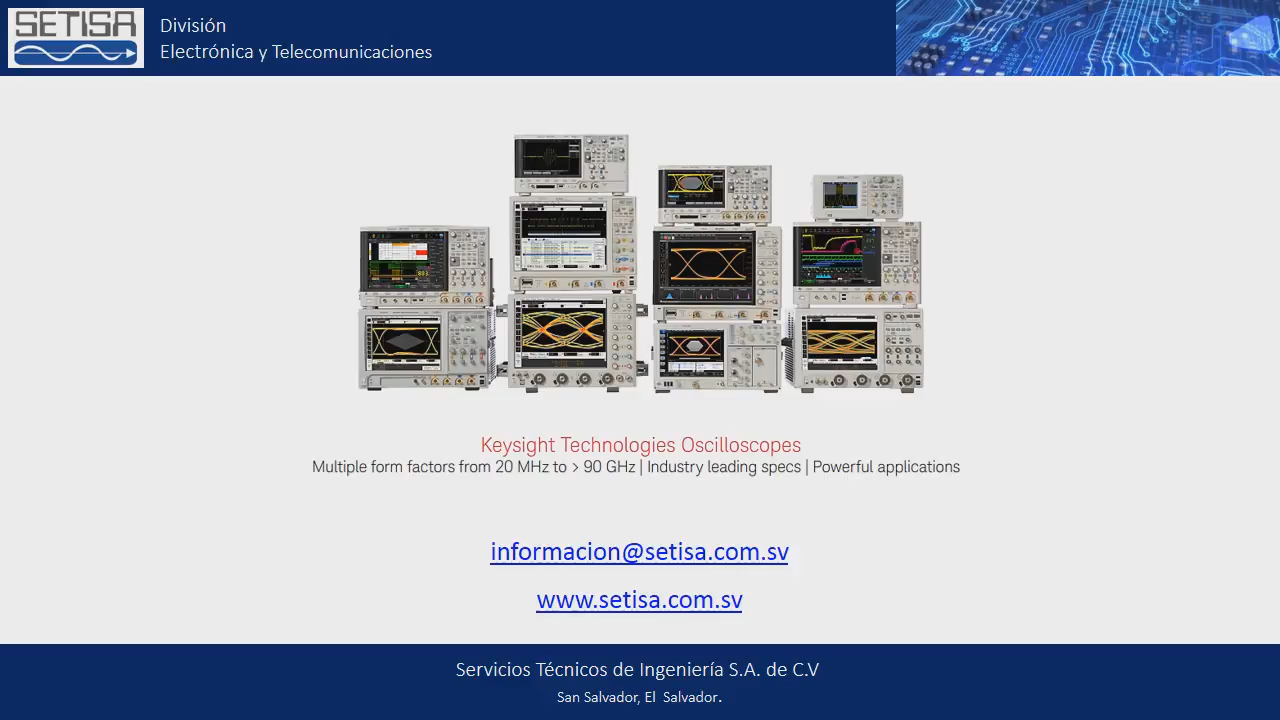 SETISA
División
Electrónica y Telecomunicaciones
Keysight Technologies Oscilloscopes
Multiple form factors from 20 MHz to > 90 GHz | Industry leading specs | Powerful applications
informacion@setisa.com.sv
www.setisa.com.sv
Servicios Técnicos de Ingeniería S.A. de C.V
San Salvador, El  Salvador.